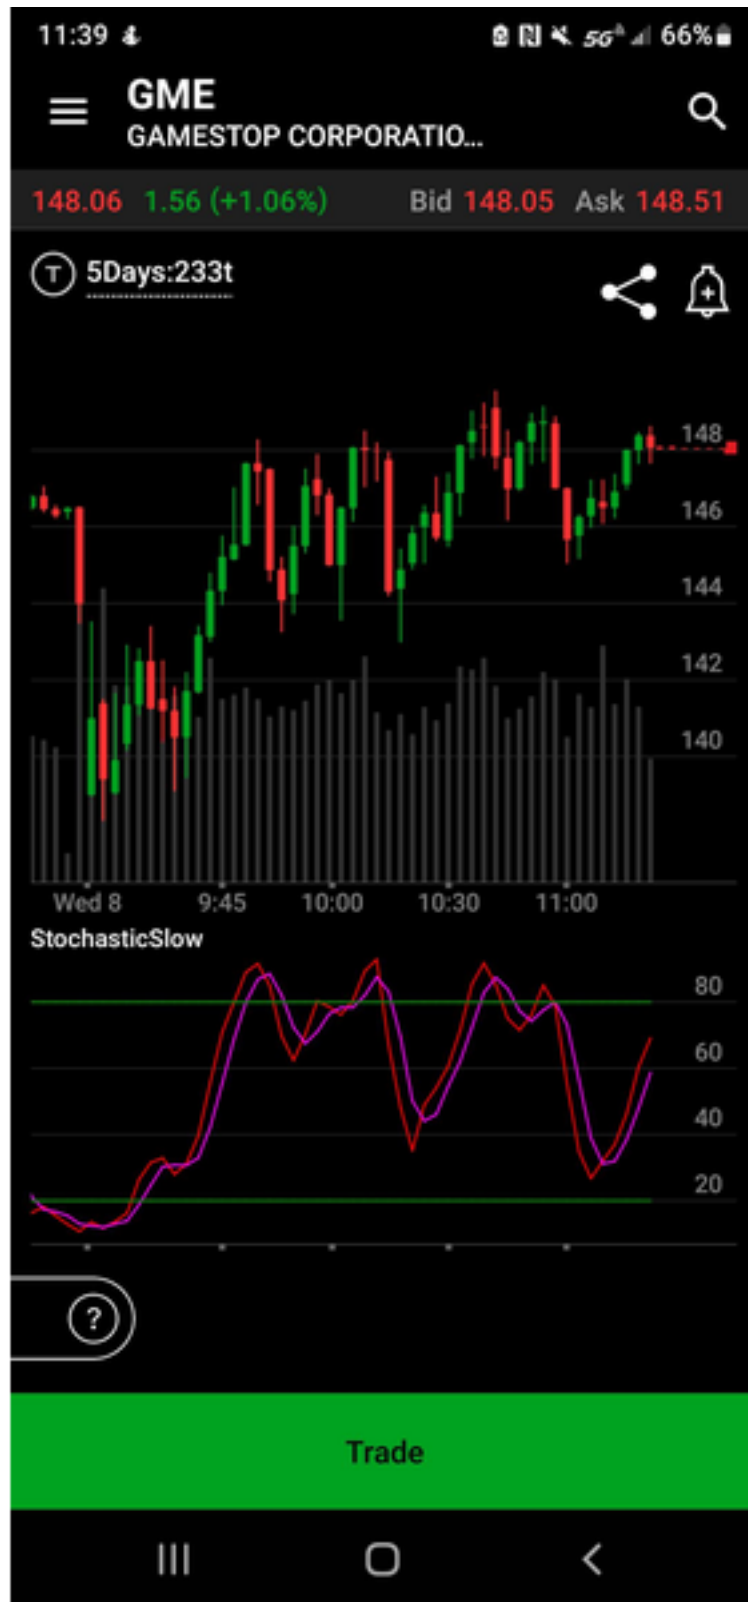 11:39 5G 66%
GME
GAMESTOP CORPORATIO...
148.06 1.56 (+1.06%) Bid 148.05 Ask 148.51
T 5Days:233t
148
146
144
142
140
Wed 8 9:45 10:00 10:30 11:00
StochasticSlow
80
60
40
20
?
Trade